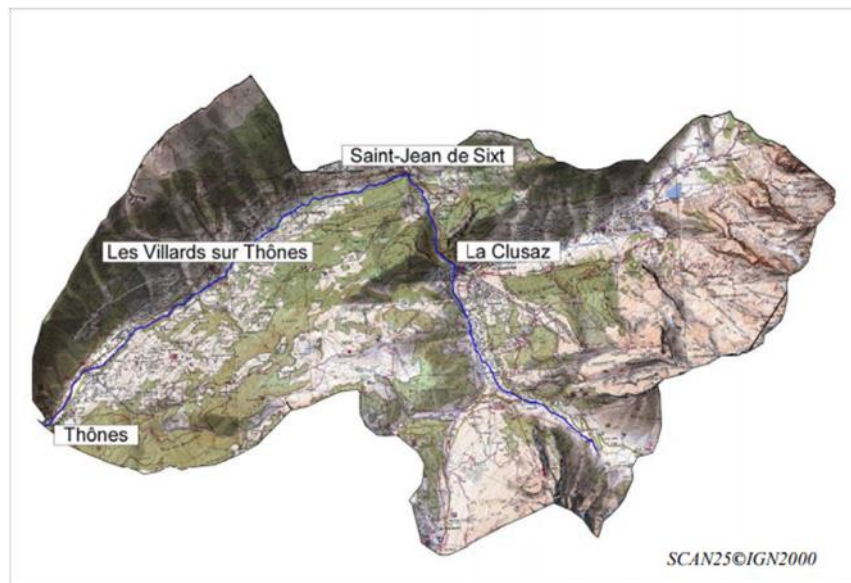 Saint-Jean de Sixt
Les Villards sur Thônes
La Clusaz
Thônes
SCAN25©IGN2000